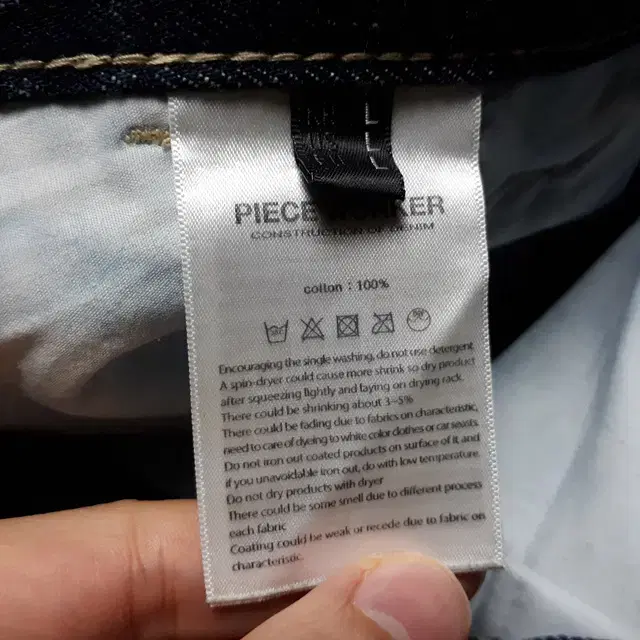 PIECE WORKER
CONSTRUCTION OF DENIM
cotton : 100%
Encouraging the single washing, do not use detergent
A spin-dryer could cause more shrink so dry product
after squeezing lightly and laying on drying rack.
There could be shrinking about 3~5%
There could be fading due to fabrics on characteristic,
need to care of dyeing to white color clothes or car seats.
Do not iron out coated products on surface of it and
if you unavoidable iron out, do with low temperature.
Do not dry products with dryer
There could be some smell due to different process
each fabric
Coating could be weak or recede due to fabric on
characteristic.